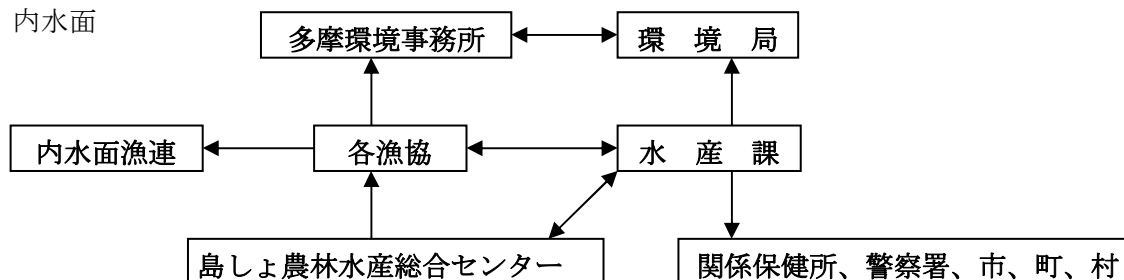 内水面
多摩環境事務所
環 境 局
内水面漁連
各漁協
水 産 課
島しょ農林水産総合センター
関係保健所、警察署、市、町、村